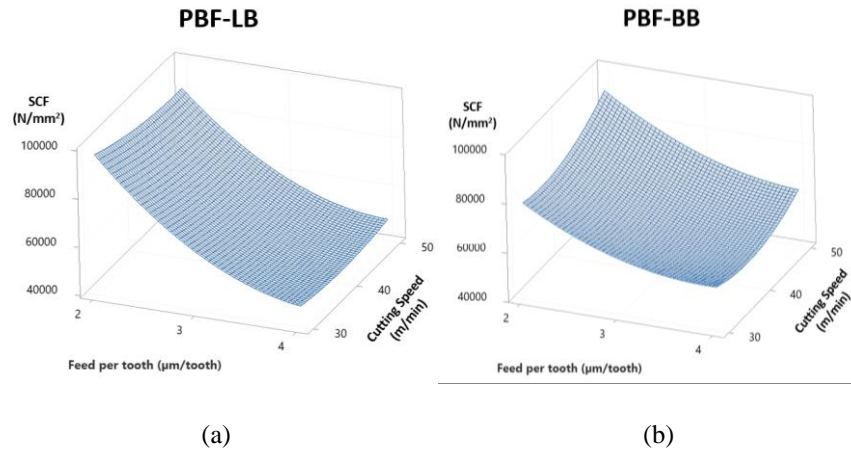 PBF-LB
SCF
(N/mm²)
100000
80000
60000
40000
2
3
4
Feed per tooth (µm/tooth)
30
40
50
Cutting Speed
(m/min)
(a)
PBF-BB
SCF
(N/mm²)
100000
80000
60000
40000
2
3
4
Feed per tooth (µm/tooth)
30
40
50
Cutting Speed
(m/min)
(b)